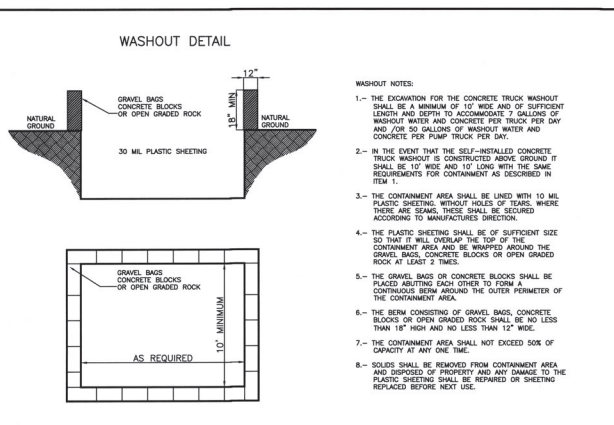 WASHOUT DETAIL
12"
18" MIN
GRAVEL BAGS
CONCRETE BLOCKS
OR OPEN GRADED ROCK
NATURAL
GROUND
NATURAL
GROUND
30 MIL PLASTIC SHEETING
GRAVEL BAGS
CONCRETE BLOCKS
OR OPEN GRADED ROCK
10' MINIMUM
AS REQUIRED
WASHOUT NOTES:
1.– THE EXCAVATION FOR THE CONCRETE TRUCK WASHOUT
SHALL BE A MINIMUM OF 10' WIDE AND OF SUFFICIENT
LENGTH AND DEPTH TO ACCOMMODATE 7 GALLONS OF
WASHOUT WATER AND CONCRETE PER TRUCK PER DAY
AND /OR 50 GALLONS OF WASHOUT WATER AND
CONCRETE PER PUMP TRUCK PER DAY.
2.– IN THE EVENT THAT THE SELF-INSTALLED CONCRETE
TRUCK WASHOUT IS CONSTRUCTED ABOVE GROUND IT
SHALL BE 10' WIDE AND 10' LONG WITH THE SAME
REQUIREMENTS FOR CONTAINMENT AS DESCRIBED IN
ITEM 1.
3.– THE CONTAINMENT AREA SHALL BE LINED WITH 10 MIL
PLASTIC SHEETING. WITHOUT HOLES OF TEARS. WHERE
THERE ARE SEAMS, THESE SHALL BE SECURED
ACCORDING TO MANUFACTURES DIRECTION.
4.– THE PLASTIC SHEETING SHALL BE OF SUFFICIENT SIZE
SO THAT IT WILL OVERLAP THE TOP OF THE
CONTAINMENT AREA AND BE WRAPPED AROUND THE
GRAVEL BAGS, CONCRETE BLOCKS OR OPEN GRADED
ROCK AT LEAST 2 TIMES.
5.– THE GRAVEL BAGS OR CONCRETE BLOCKS SHALL BE
PLACED ABUTTING EACH OTHER TO FORM A
CONTINUOUS BERM AROUND THE OUTER PERIMETER OF
THE CONTAINMENT AREA.
6.– THE BERM CONSISTING OF GRAVEL BAGS, CONCRETE
BLOCKS OR OPEN GRADED ROCK SHALL BE NO LESS
THAN 18" HIGH AND NO LESS THAN 12" WIDE.
7.– THE CONTAINMENT AREA SHALL NOT EXCEED 50% OF
CAPACITY AT ANY ONE TIME.
8.– SOLIDS SHALL BE REMOVED FROM CONTAINMENT AREA
AND DISPOSED OF PROPERTY AND ANY DAMAGE TO THE
PLASTIC SHEETING SHALL BE REPAIRED OR SHEETING
REPLACED BEFORE NEXT USE.